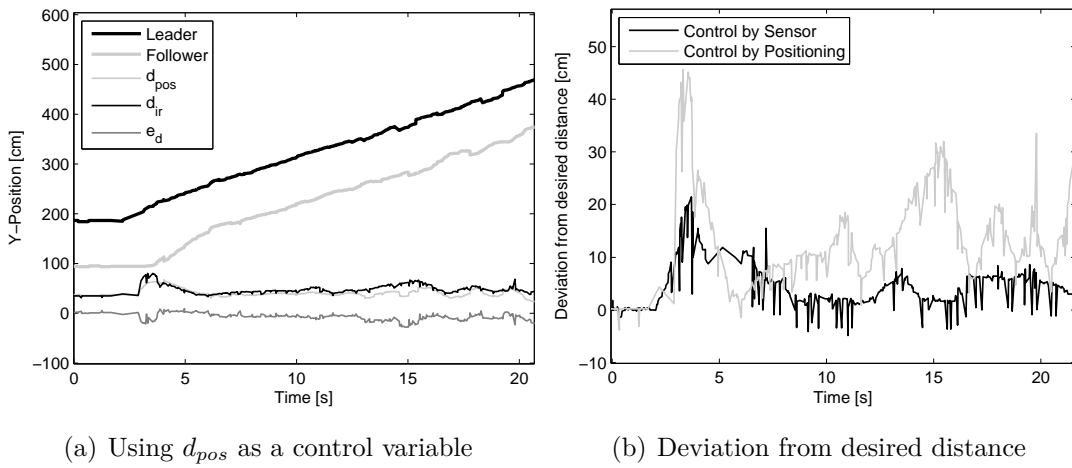 600
500
400
300
200
100
0
−100
Y−Position [cm]
Leader
Follower
d_pos
d_ir
e_d
0
5
10
15
20
Time [s]
(a) Using d_pos as a control variable
50
40
30
20
10
0
−10
Deviation from desired distance [cm]
Control by Sensor
Control by Positioning
0
5
10
15
20
Time [s]
(b) Deviation from desired distance